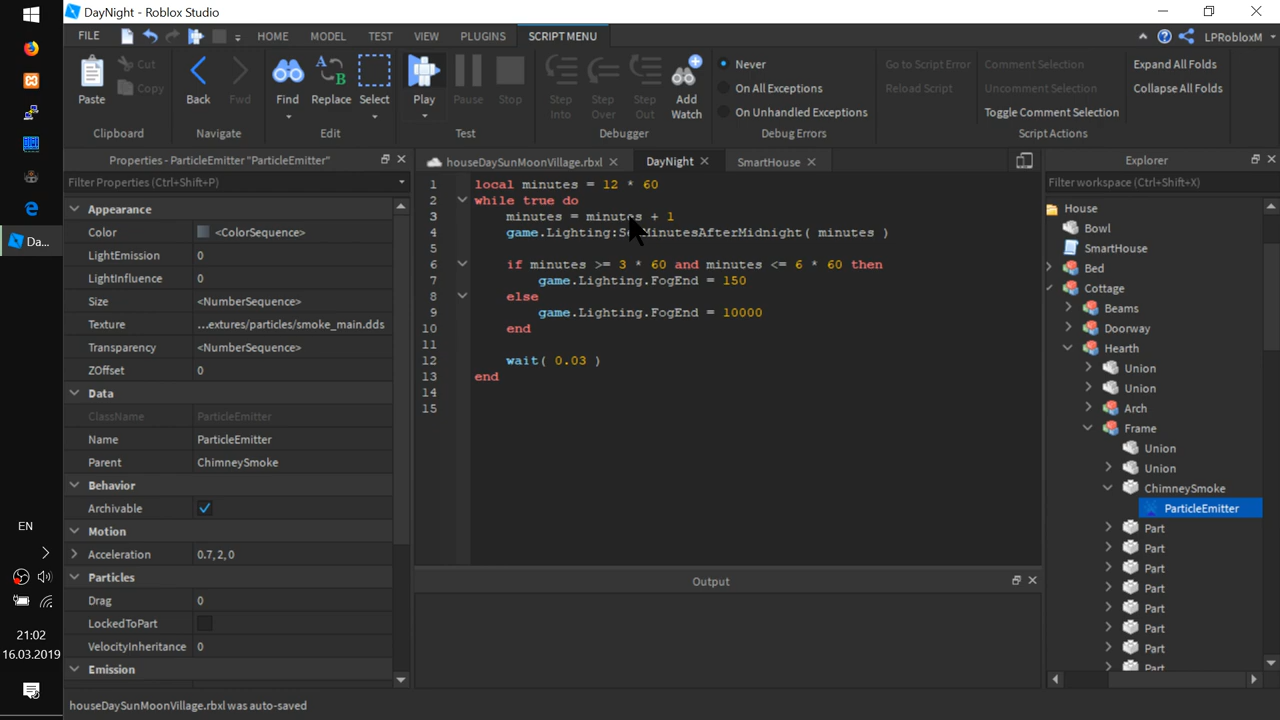 DayNight - Roblox Studio
FILE
HOME
MODEL
TEST
VIEW
PLUGINS
SCRIPT MENU
LPRobloxM
Paste
Cut
Copy
Clipboard
Back
Fwd
Navigate
Find
Replace
Select
Edit
Play
Pause
Stop
Test
Step Into
Step Over
Step Out
Add Watch
Debugger
Never
On All Exceptions
On Unhandled Exceptions
Debug Errors
Go to Script Error
Reload Script
Comment Selection
Uncomment Selection
Toggle Comment Selection
Expand All Folds
Collapse All Folds
Script Actions
Properties - ParticleEmitter "ParticleEmitter"
Filter Properties (Ctrl+Shift+P)
Appearance
Color <ColorSequence>
LightEmission 0
LightInfluence 0
Size <NumberSequence>
Texture ...extures/particles/smoke_main.dds
Transparency <NumberSequence>
ZOffset 0
Data
ClassName ParticleEmitter
Name ParticleEmitter
Parent ChimneySmoke
Behavior
Archivable
Motion
Acceleration 0.7, 2, 0
Particles
Drag 0
LockedToPart
VelocityInheritance 0
Emission
houseDaySunMoonVillage.rbxl
DayNight
SmartHouse
1 local minutes = 12 * 60
2 while true do
3 minutes = minutes + 1
4 game.Lighting:SetMinutesAfterMidnight( minutes )
5
6 if minutes >= 3 * 60 and minutes <= 6 * 60 then
7 game.Lighting.FogEnd = 150
8 else
9 game.Lighting.FogEnd = 10000
10 end
11
12 wait( 0.03 )
13 end
14
15
Output
Explorer
Filter workspace (Ctrl+Shift+X)
House
Bowl
SmartHouse
Bed
Cottage
Beams
Doorway
Hearth
Union
Union
Arch
Frame
Union
Union
ChimneySmoke
ParticleEmitter
Part
Part
Part
Part
Part
Part
Part
Part
Da...
EN
21:02
16.03.2019
houseDaySunMoonVillage.rbxl was auto-saved